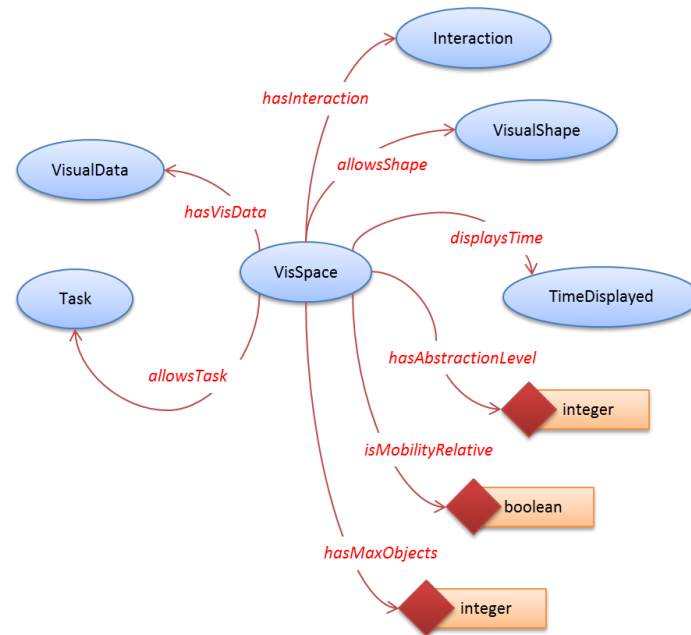 Interaction
hasInteraction
VisualShape
allowsShape
VisualData
hasVisData
displaysTime
VisSpace
Task
TimeDisplayed
hasAbstractionLevel
allowsTask
integer
isMobilityRelative
boolean
hasMaxObjects
integer